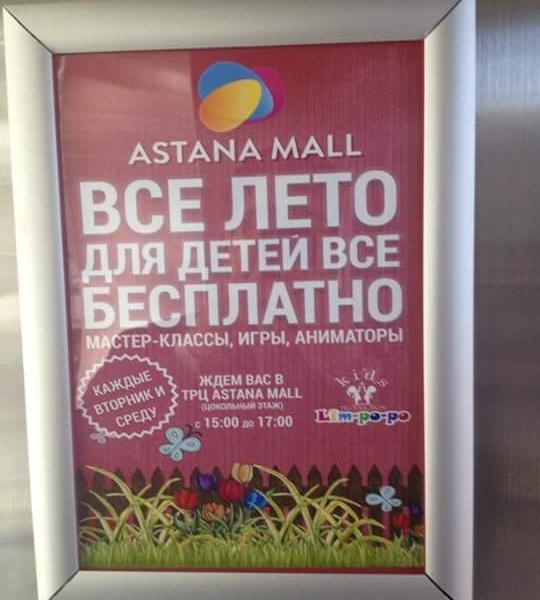 ASTANA MALL
ВСЕ ЛЕТО
ДЛЯ ДЕТЕЙ ВСЕ
БЕСПЛАТНО
МАСТЕР-КЛАССЫ, ИГРЫ, АНИМАТОРЫ
КАЖДЫЕ
ВТОРНИК И
СРЕДУ
ЖДЕМ ВАС В
ТРЦ ASTANA MALL
(ЦОКОЛЬНЫЙ ЭТАЖ)
с 15:00 до 17:00
Kids
Lim-po-po